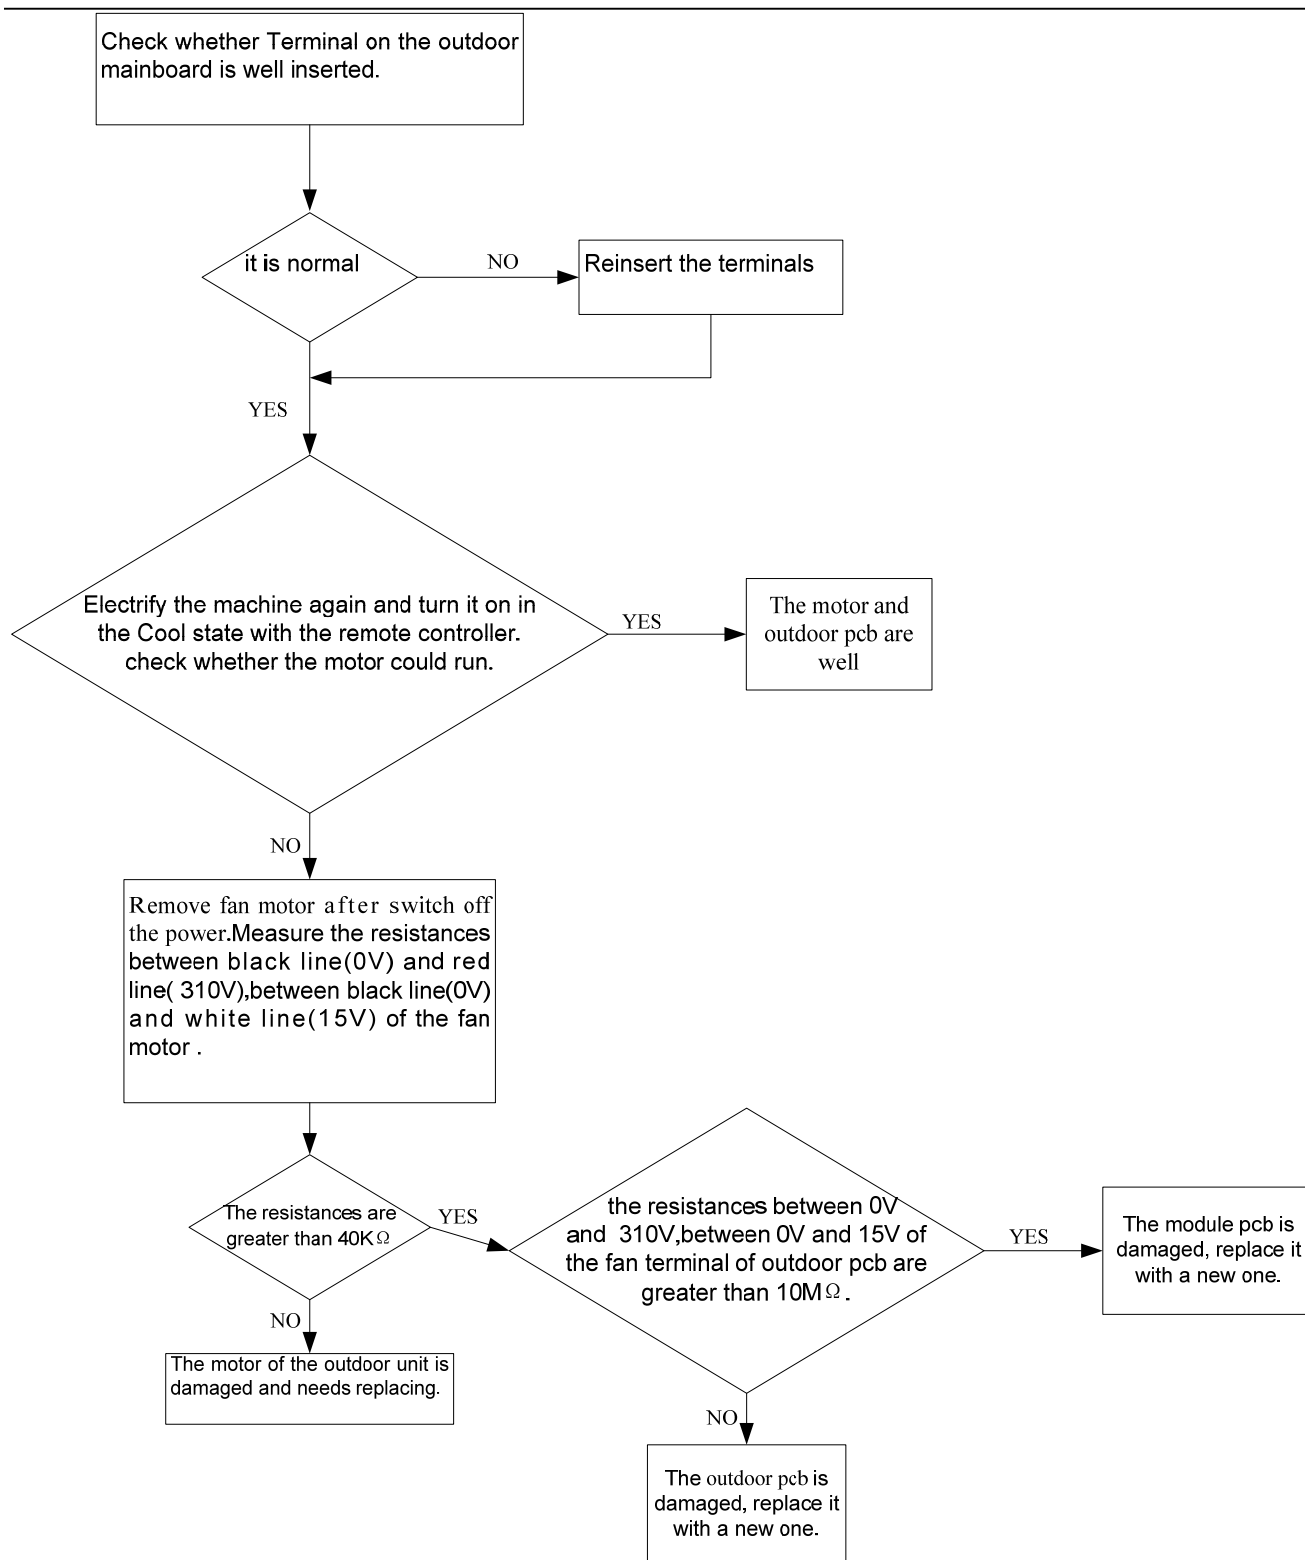 Check whether Terminal on the outdoor
mainboard is well inserted.
it is normal
NO
Reinsert the terminals
YES
Electrify the machine again and turn it on in
the Cool state with the remote controller.
check whether the motor could run.
YES
The motor and
outdoor pcb are
well
NO
Remove fan motor after switch off
the power.Measure the resistances
between black line(0V) and red
line( 310V),between black line(0V)
and white line(15V) of the fan
motor .
The resistances are
greater than 40KΩ
YES
the resistances between 0V
and 310V,between 0V and 15V of
the fan terminal of outdoor pcb are
greater than 10MΩ.
YES
The module pcb is
damaged, replace it
with a new one.
NO
The motor of the outdoor unit is
damaged and needs replacing.
NO
The outdoor pcb is
damaged, replace it
with a new one.